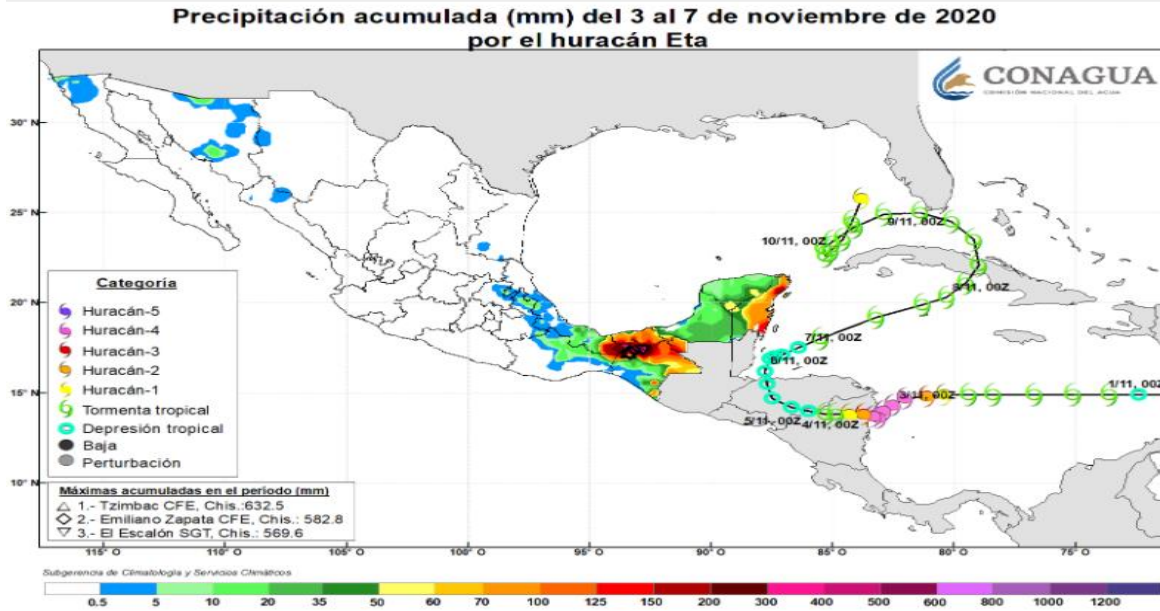 Precipitación acumulada (mm) del 3 al 7 de noviembre de 2020
por el huracán Eta
CONAGUA
COMISIÓN NACIONAL DEL AGUA
30° N
25° N
20° N
15° N
10° N
10/11, 00Z
9/11, 00Z
8/11, 00Z
7/11, 00Z
6/11, 00Z
5/11, 00Z
4/11, 00Z
3/11, 00Z
1/11, 00Z
Categoría
Huracán-5
Huracán-4
Huracán-3
Huracán-2
Huracán-1
Tormenta tropical
Depresión tropical
Baja
Perturbación
Máximas acumuladas en el periodo (mm)
1.- Tzimbac CFE, Chis.:632.5
2.- Emiliano Zapata CFE, Chis.: 582.8
3.- El Escalón SGT, Chis.: 569.6
115° O 110° O 105° O 100° O 95° O 90° O 85° O 80° O 75° O
Subgerencia de Climatología y Servicios Climáticos
0.5 5 10 20 35 50 60 70 100 125 150 200 300 400 500 600 800 1000 1200